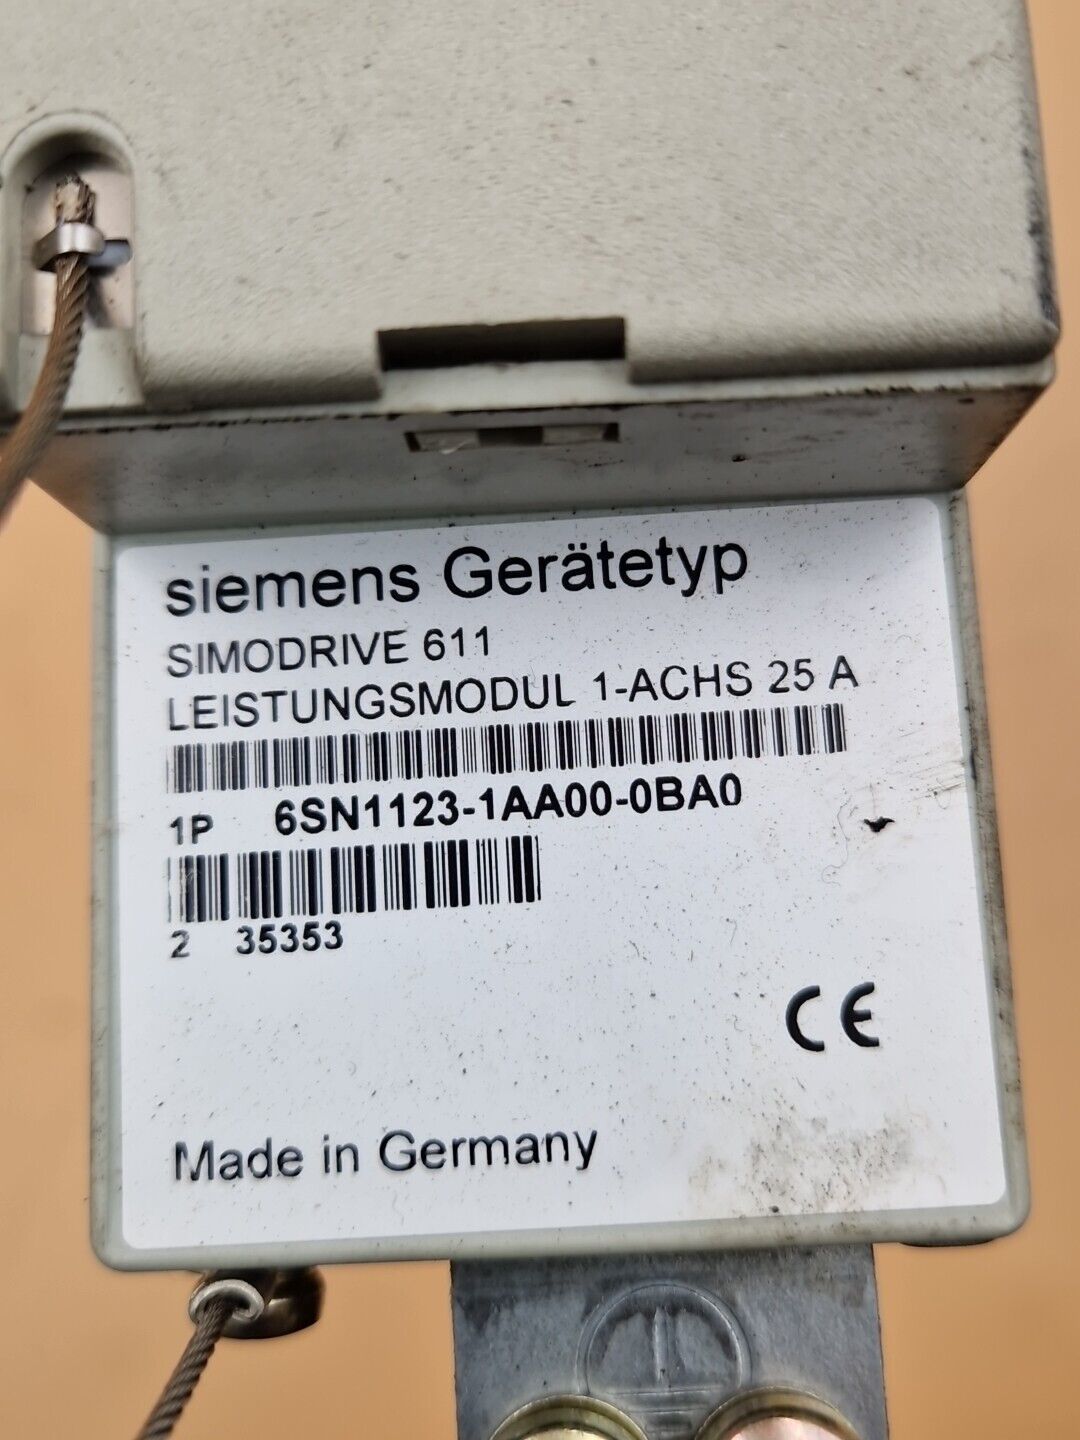 siemens Gerätetyp
SIMODRIVE 611
LEISTUNGSMODUL 1-ACHS 25 A
1P 6SN1123-1AA00-0BA0
2 35353
CE
Made in Germany